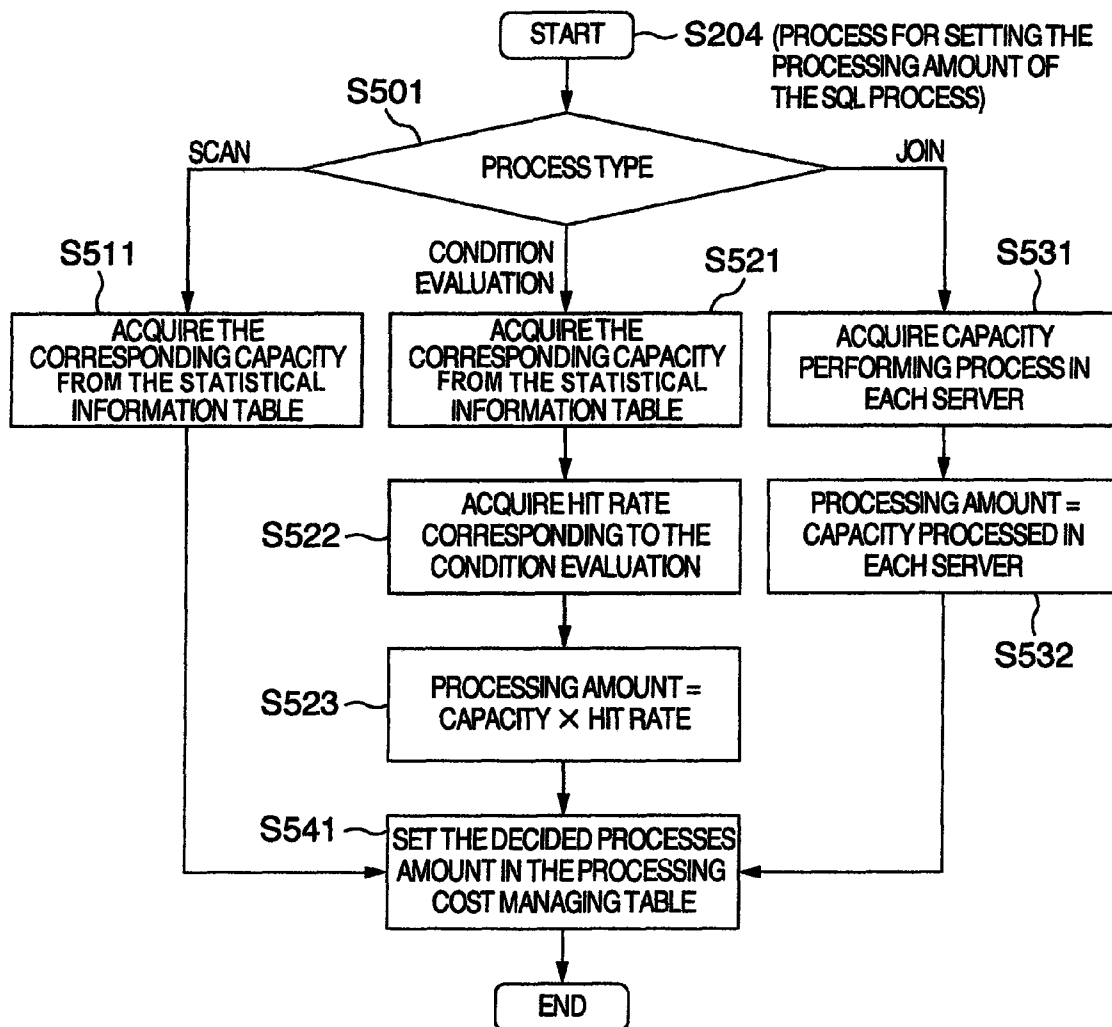 START
S204 (PROCESS FOR SETTING THE
PROCESSING AMOUNT OF
THE SQL PROCESS)
S501
SCAN
PROCESS TYPE
JOIN
CONDITION
EVALUATION
S511
ACQUIRE THE
CORRESPONDING CAPACITY
FROM THE STATISTICAL
INFORMATION TABLE
S521
ACQUIRE THE
CORRESPONDING CAPACITY
FROM THE STATISTICAL
INFORMATION TABLE
S531
ACQUIRE CAPACITY
PERFORMING PROCESS IN
EACH SERVER
S522
ACQUIRE HIT RATE
CORRESPONDING TO THE
CONDITION EVALUATION
PROCESSING AMOUNT =
CAPACITY PROCESSED IN
EACH SERVER
S532
S523
PROCESSING AMOUNT =
CAPACITY × HIT RATE
S541
SET THE DECIDED PROCESSES
AMOUNT IN THE PROCESSING
COST MANAGING TABLE
END